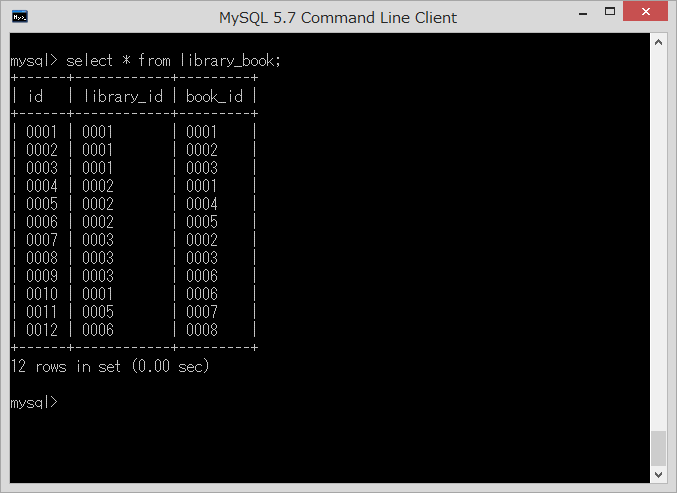 MySQL 5.7 Command Line Client
mysql> select * from library_book;
+------+------------+---------+
| id   | library_id | book_id |
+------+------------+---------+
| 0001 | 0001       | 0001    |
| 0002 | 0001       | 0002    |
| 0003 | 0001       | 0003    |
| 0004 | 0002       | 0001    |
| 0005 | 0002       | 0004    |
| 0006 | 0002       | 0005    |
| 0007 | 0003       | 0002    |
| 0008 | 0003       | 0003    |
| 0009 | 0003       | 0006    |
| 0010 | 0001       | 0006    |
| 0011 | 0005       | 0007    |
| 0012 | 0006       | 0008    |
+------+------------+---------+
12 rows in set (0.00 sec)
mysql>